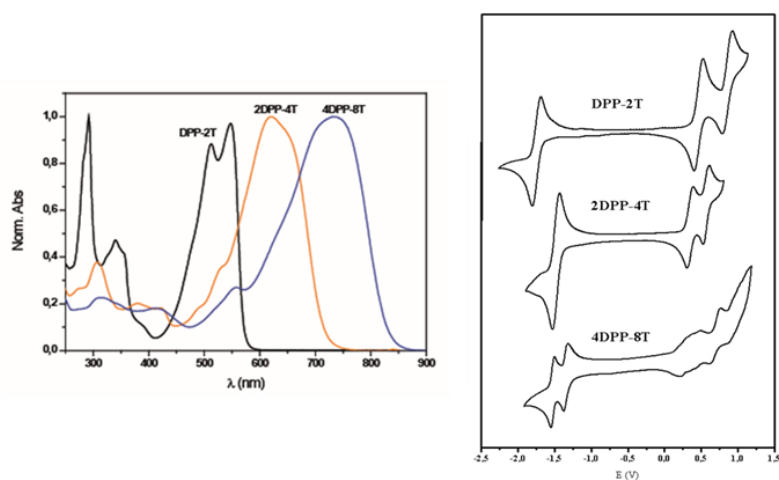 2DPP-4T 4DPP-8T
DPP-2T
1,0
0,8
0,6
0,4
0,2
0,0
Norm. Abs
300 400 500 600 700 800 900
λ (nm)
DPP-2T
2DPP-4T
4DPP-8T
-2,5 -2,0 -1,5 -1,0 -0,5 0,0 0,5 1,0 1,5
E (V)